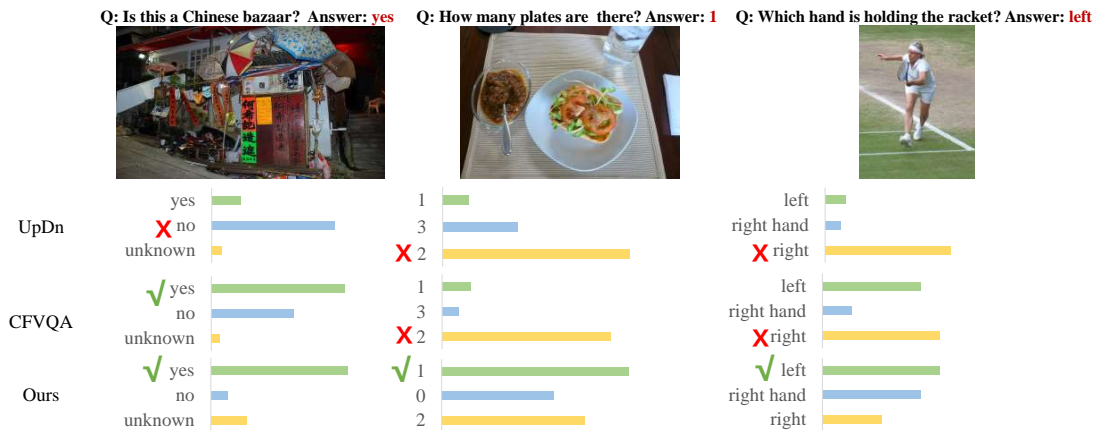 Q: Is this a Chinese bazaar?  Answer: yes
Q: How many plates are  there? Answer: 1
Q: Which hand is holding the racket? Answer: left
UpDn
yes
X no
unknown
1
3
X 2
left
right hand
X right
CFVQA
√ yes
no
unknown
1
3
X 2
left
right hand
X right
Ours
√ yes
no
unknown
√ 1
0
2
√ left
right hand
right